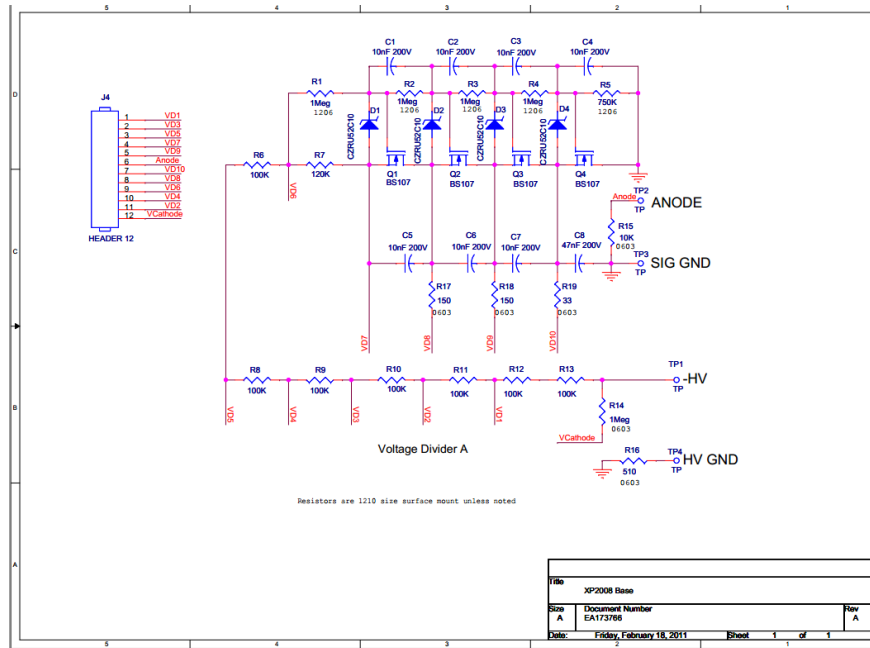 5 4 3 2 1
D
C
B
A
J4
1 VD1
2 VD3
3 VD5
4 VD7
5 VD9
6 Anode
7 VD10
8 VD8
9 VD6
10 VD4
11 VD2
12 VCathode
HEADER 12
C1
10nF 200V
C2
10nF 200V
C3
10nF 200V
C4
10nF 200V
R1
1Meg
1206
R2
1Meg
1206
R3
1Meg
1206
R4
1Meg
1206
R5
750K
1206
D1
CZRU52C10
D2
CZRU52C10
D3
CZRU52C10
D4
CZRU52C10
R6
100K
R7
120K
Q1
BS107
Q2
BS107
Q3
BS107
Q4
BS107
VD6
Anode
TP2
TP
ANODE
R15
10K
0603
TP3
TP
SIG GND
C5
10nF 200V
C6
10nF 200V
C7
10nF 200V
C8
47nF 200V
R17
150
0603
R18
150
0603
R19
33
0603
VD7
VD8
VD9
VD10
R8
100K
R9
100K
R10
100K
R11
100K
R12
100K
R13
100K
TP1
TP
-HV
VD5
VD4
VD3
VD2
VD1
R14
1Meg
0603
VCathode
Voltage Divider A
R16
510
0603
TP4
TP
HV GND
Resistors are 1210 size surface mount unless noted
Title
XP2008 Base
Size
A
Document Number
EA173766
Rev
A
Date: Friday, February 18, 2011 Sheet 1 of 1
5 4 3 2 1